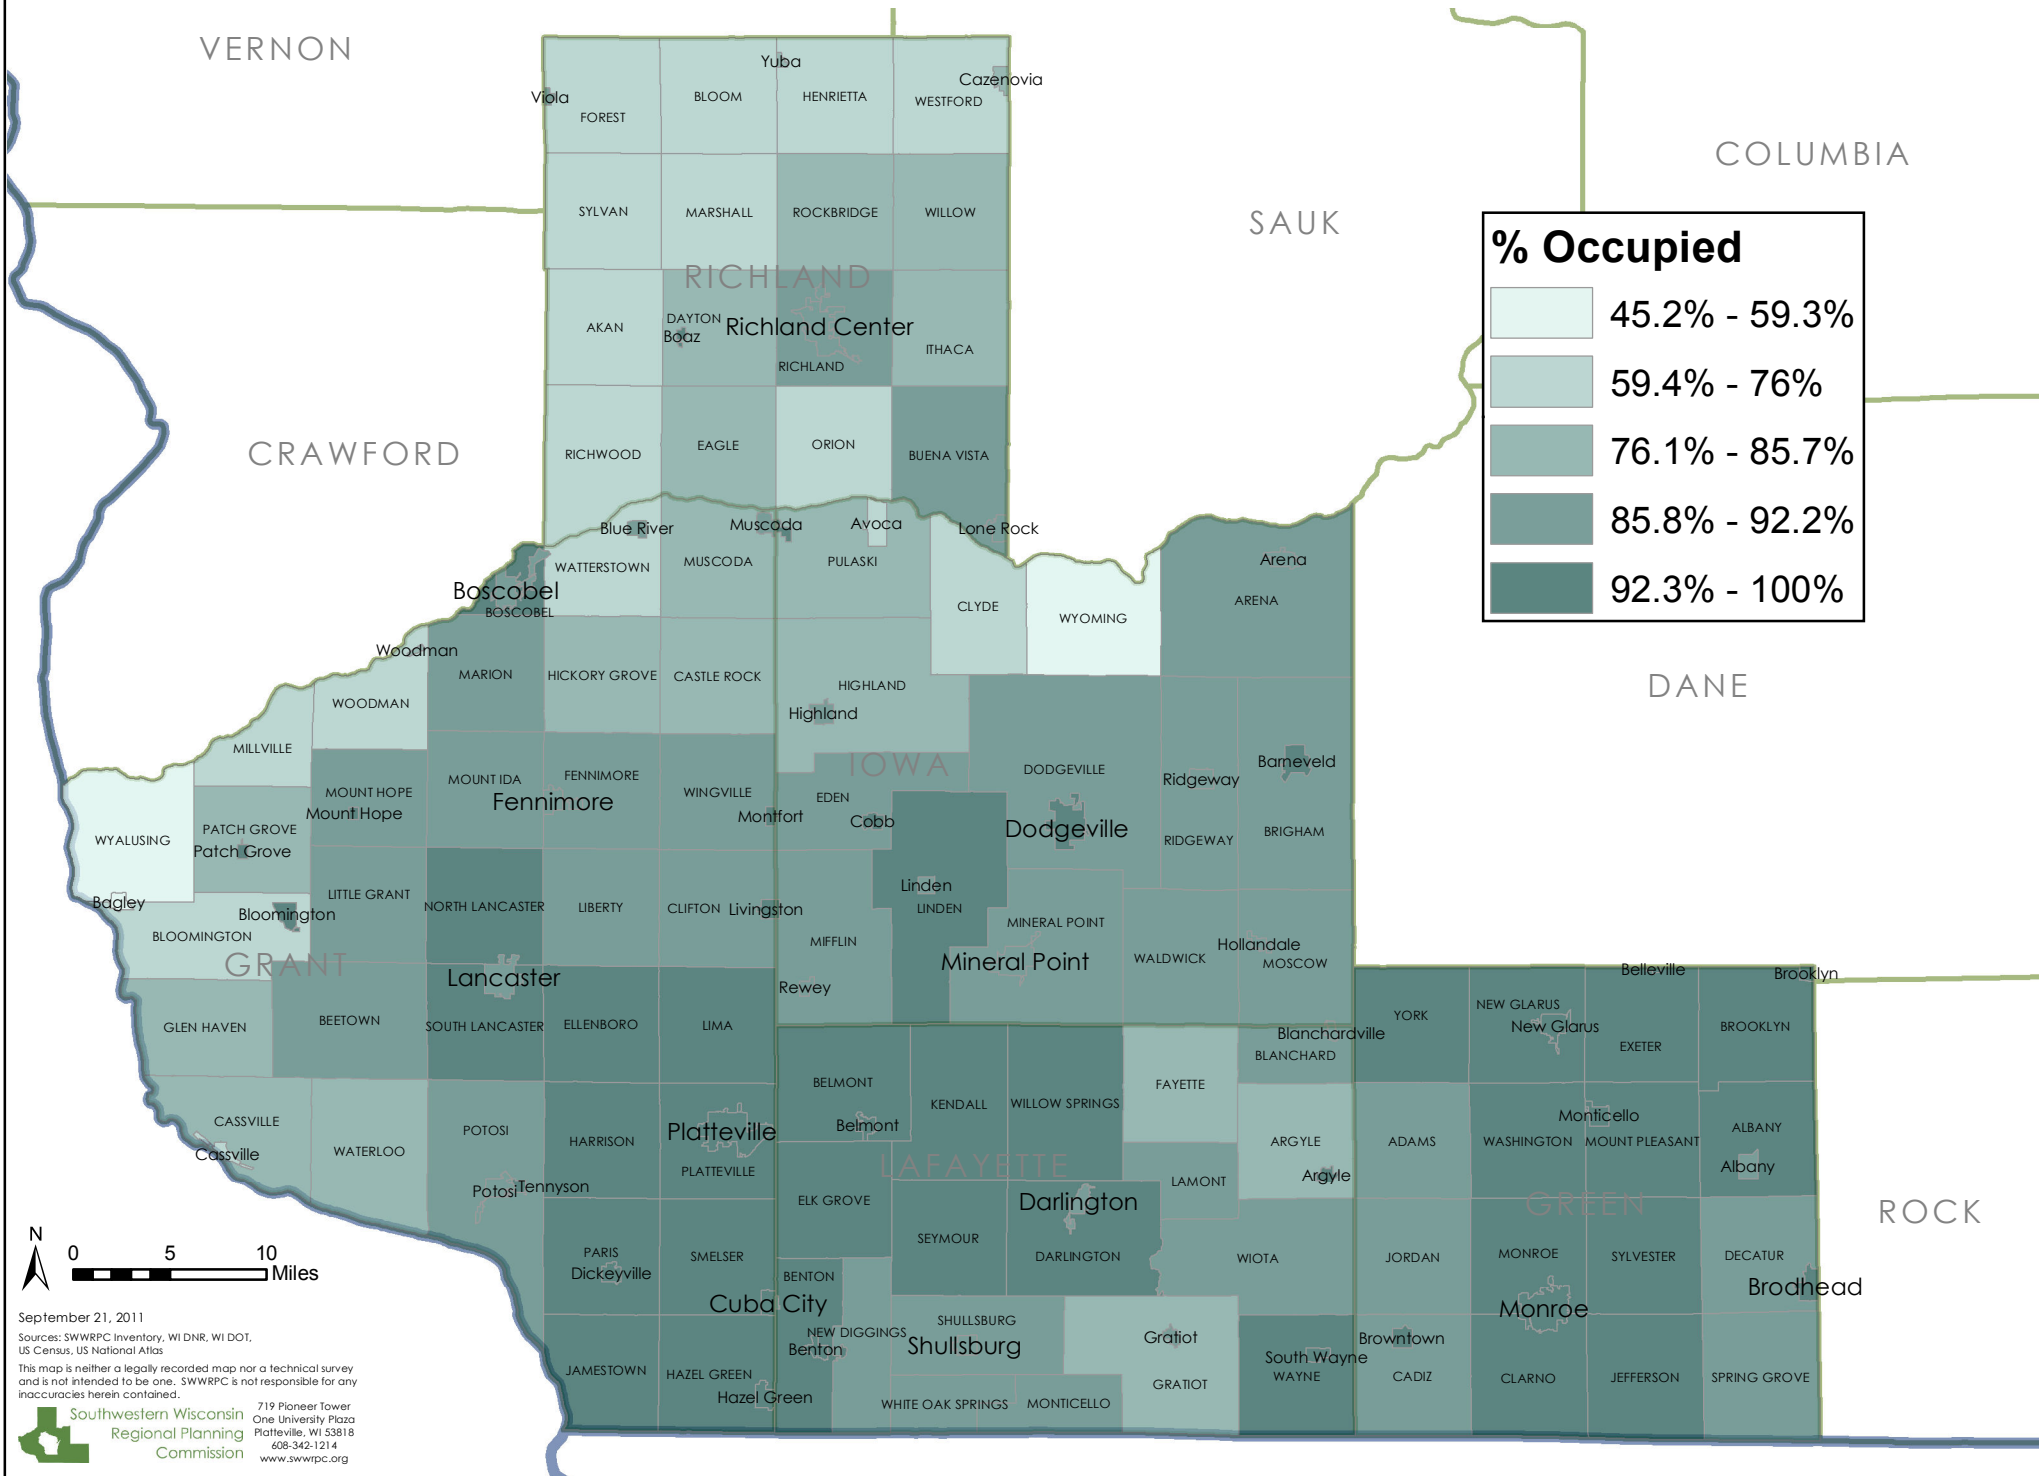 VERNON
CRAWFORD
SAUK
COLUMBIA
DANE
ROCK
RICHLAND
IOWA
GRANT
LAFAYETTE
GREEN
% Occupied
45.2% - 59.3%
59.4% - 76%
76.1% - 85.7%
85.8% - 92.2%
92.3% - 100%
Viola
FOREST
BLOOM
Yuba
HENRIETTA
WESTFORD
Cazenovia
SYLVAN
MARSHALL
ROCKBRIDGE
WILLOW
AKAN
DAYTON
Boaz
Richland Center
RICHLAND
ITHACA
RICHWOOD
EAGLE
ORION
BUENA VISTA
Blue River
Muscoda
Avoca
Lone Rock
WATTERSTOWN
MUSCODA
PULASKI
CLYDE
WYOMING
Arena
ARENA
Boscobel
BOSCOBEL
Woodman
WOODMAN
MARION
HICKORY GROVE
CASTLE ROCK
HIGHLAND
Highland
MILLVILLE
MOUNT HOPE
Mount Hope
MOUNT IDA
FENNIMORE
Fennimore
WINGVILLE
Montfort
EDEN
Cobb
DODGEVILLE
Dodgeville
Ridgeway
RIDGEWAY
Barneveld
BRIGHAM
WYALUSING
PATCH GROVE
Patch Grove
Bagley
Bloomington
BLOOMINGTON
LITTLE GRANT
NORTH LANCASTER
LIBERTY
CLIFTON
Livingston
MIFFLIN
Rewey
Linden
LINDEN
MINERAL POINT
Mineral Point
WALDWICK
Hollandale
MOSCOW
GLEN HAVEN
BEETOWN
Lancaster
SOUTH LANCASTER
ELLENBORO
LIMA
Belleville
Brooklyn
YORK
NEW GLARUS
New Glarus
EXETER
BROOKLYN
Blanchardville
BLANCHARD
CASSVILLE
Cassville
WATERLOO
POTOSI
Potosi
Tennyson
HARRISON
Platteville
PLATTEVILLE
BELMONT
Belmont
KENDALL
WILLOW SPRINGS
FAYETTE
ARGYLE
Argyle
LAMONT
ADAMS
WASHINGTON
Monticello
MOUNT PLEASANT
ALBANY
Albany
ELK GROVE
SEYMOUR
Darlington
DARLINGTON
WIOTA
JORDAN
MONROE
Monroe
SYLVESTER
DECATUR
Brodhead
PARIS
Dickeyville
SMELSER
Cuba City
BENTON
Benton
NEW DIGGINGS
SHULLSBURG
Shullsburg
Gratiot
GRATIOT
South Wayne
WAYNE
Browntown
CADIZ
CLARNO
JEFFERSON
SPRING GROVE
JAMESTOWN
HAZEL GREEN
Hazel Green
WHITE OAK SPRINGS
MONTICELLO
N
0 5 10
Miles
September 21, 2011
Sources: SWWRPC Inventory, WI DNR, WI DOT,
US Census, US National Atlas
This map is neither a legally recorded map nor a technical survey
and is not intended to be one. SWWRPC is not responsible for any
inaccuracies herein contained.
Southwestern Wisconsin
Regional Planning
Commission
719 Pioneer Tower
One University Plaza
Platteville, WI 53818
608-342-1214
www.swwrpc.org